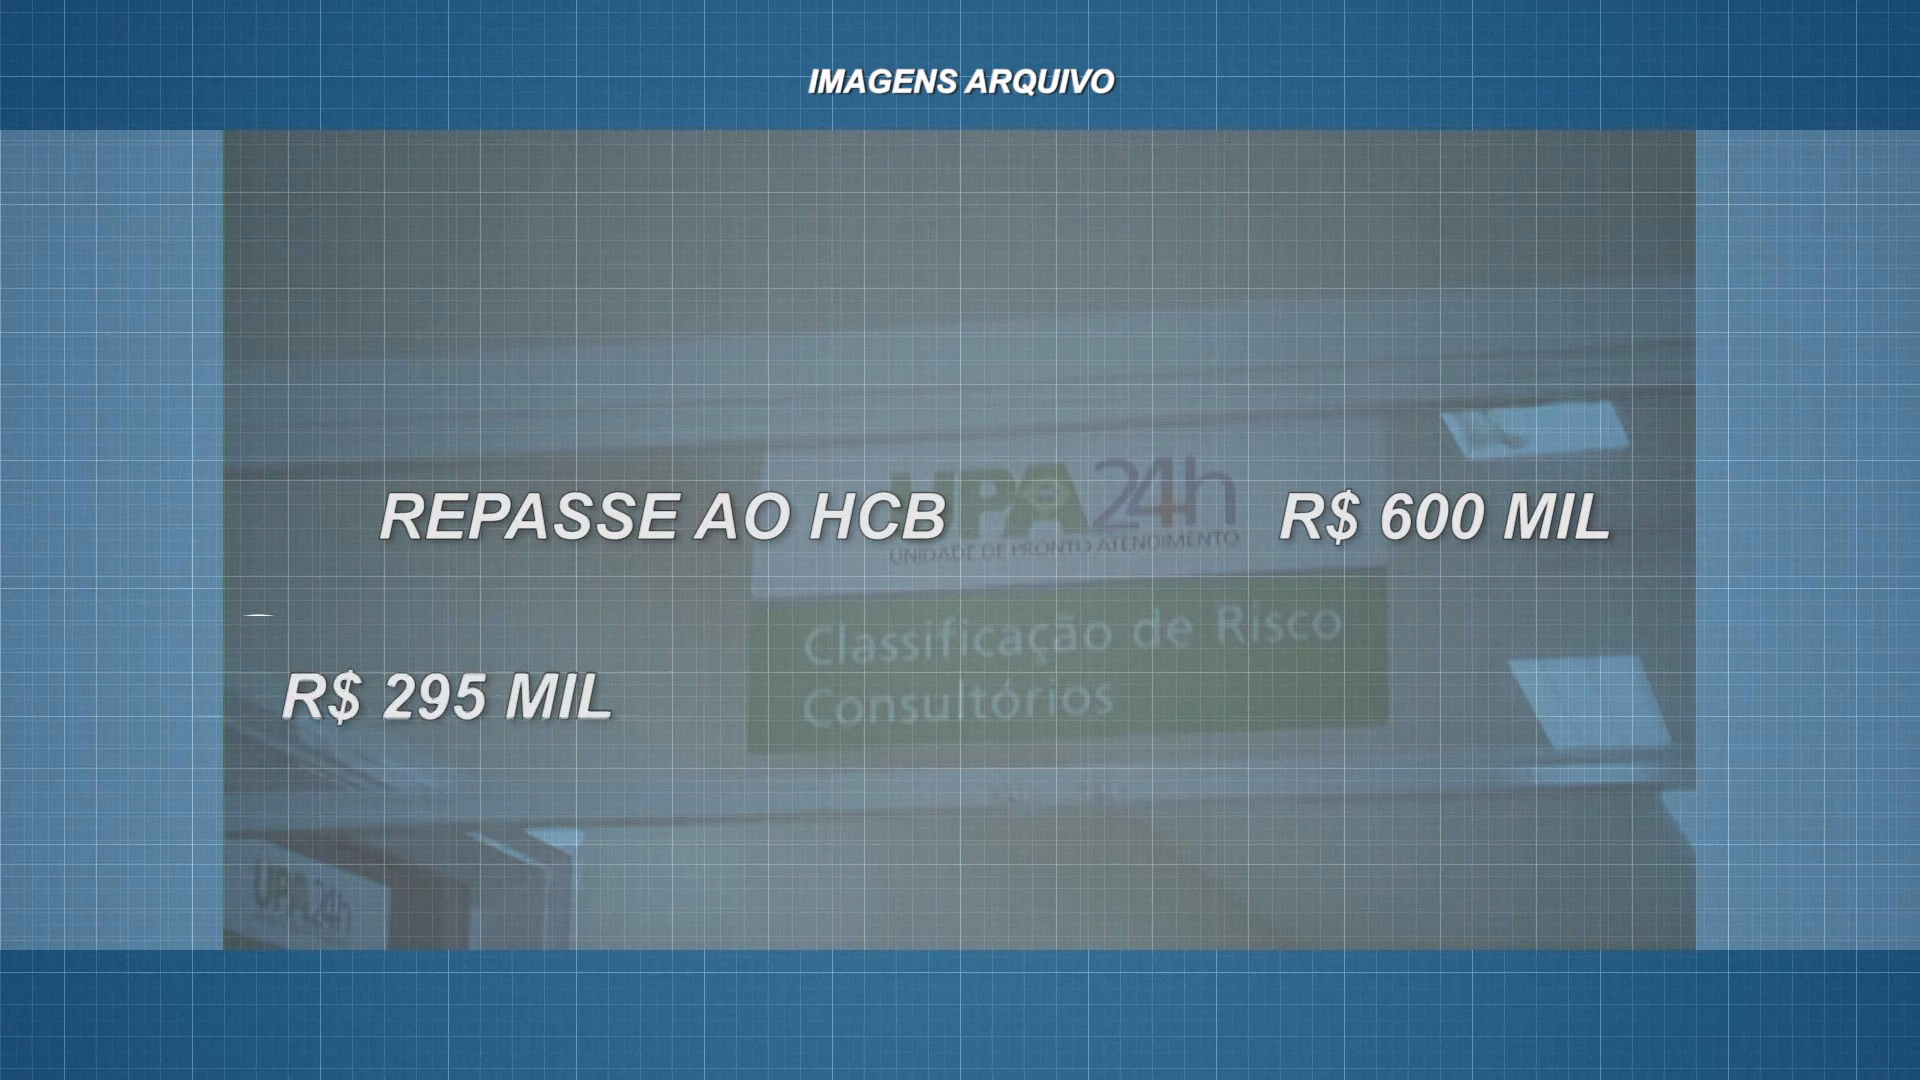 IMAGENS ARQUIVO
REPASSE AO HCB
R$ 600 MIL
R$ 295 MIL
UPA24h
UNIDADE DE PRONTO ATENDIMENTO
Classificação de Risco
Consultórios
UPA24h